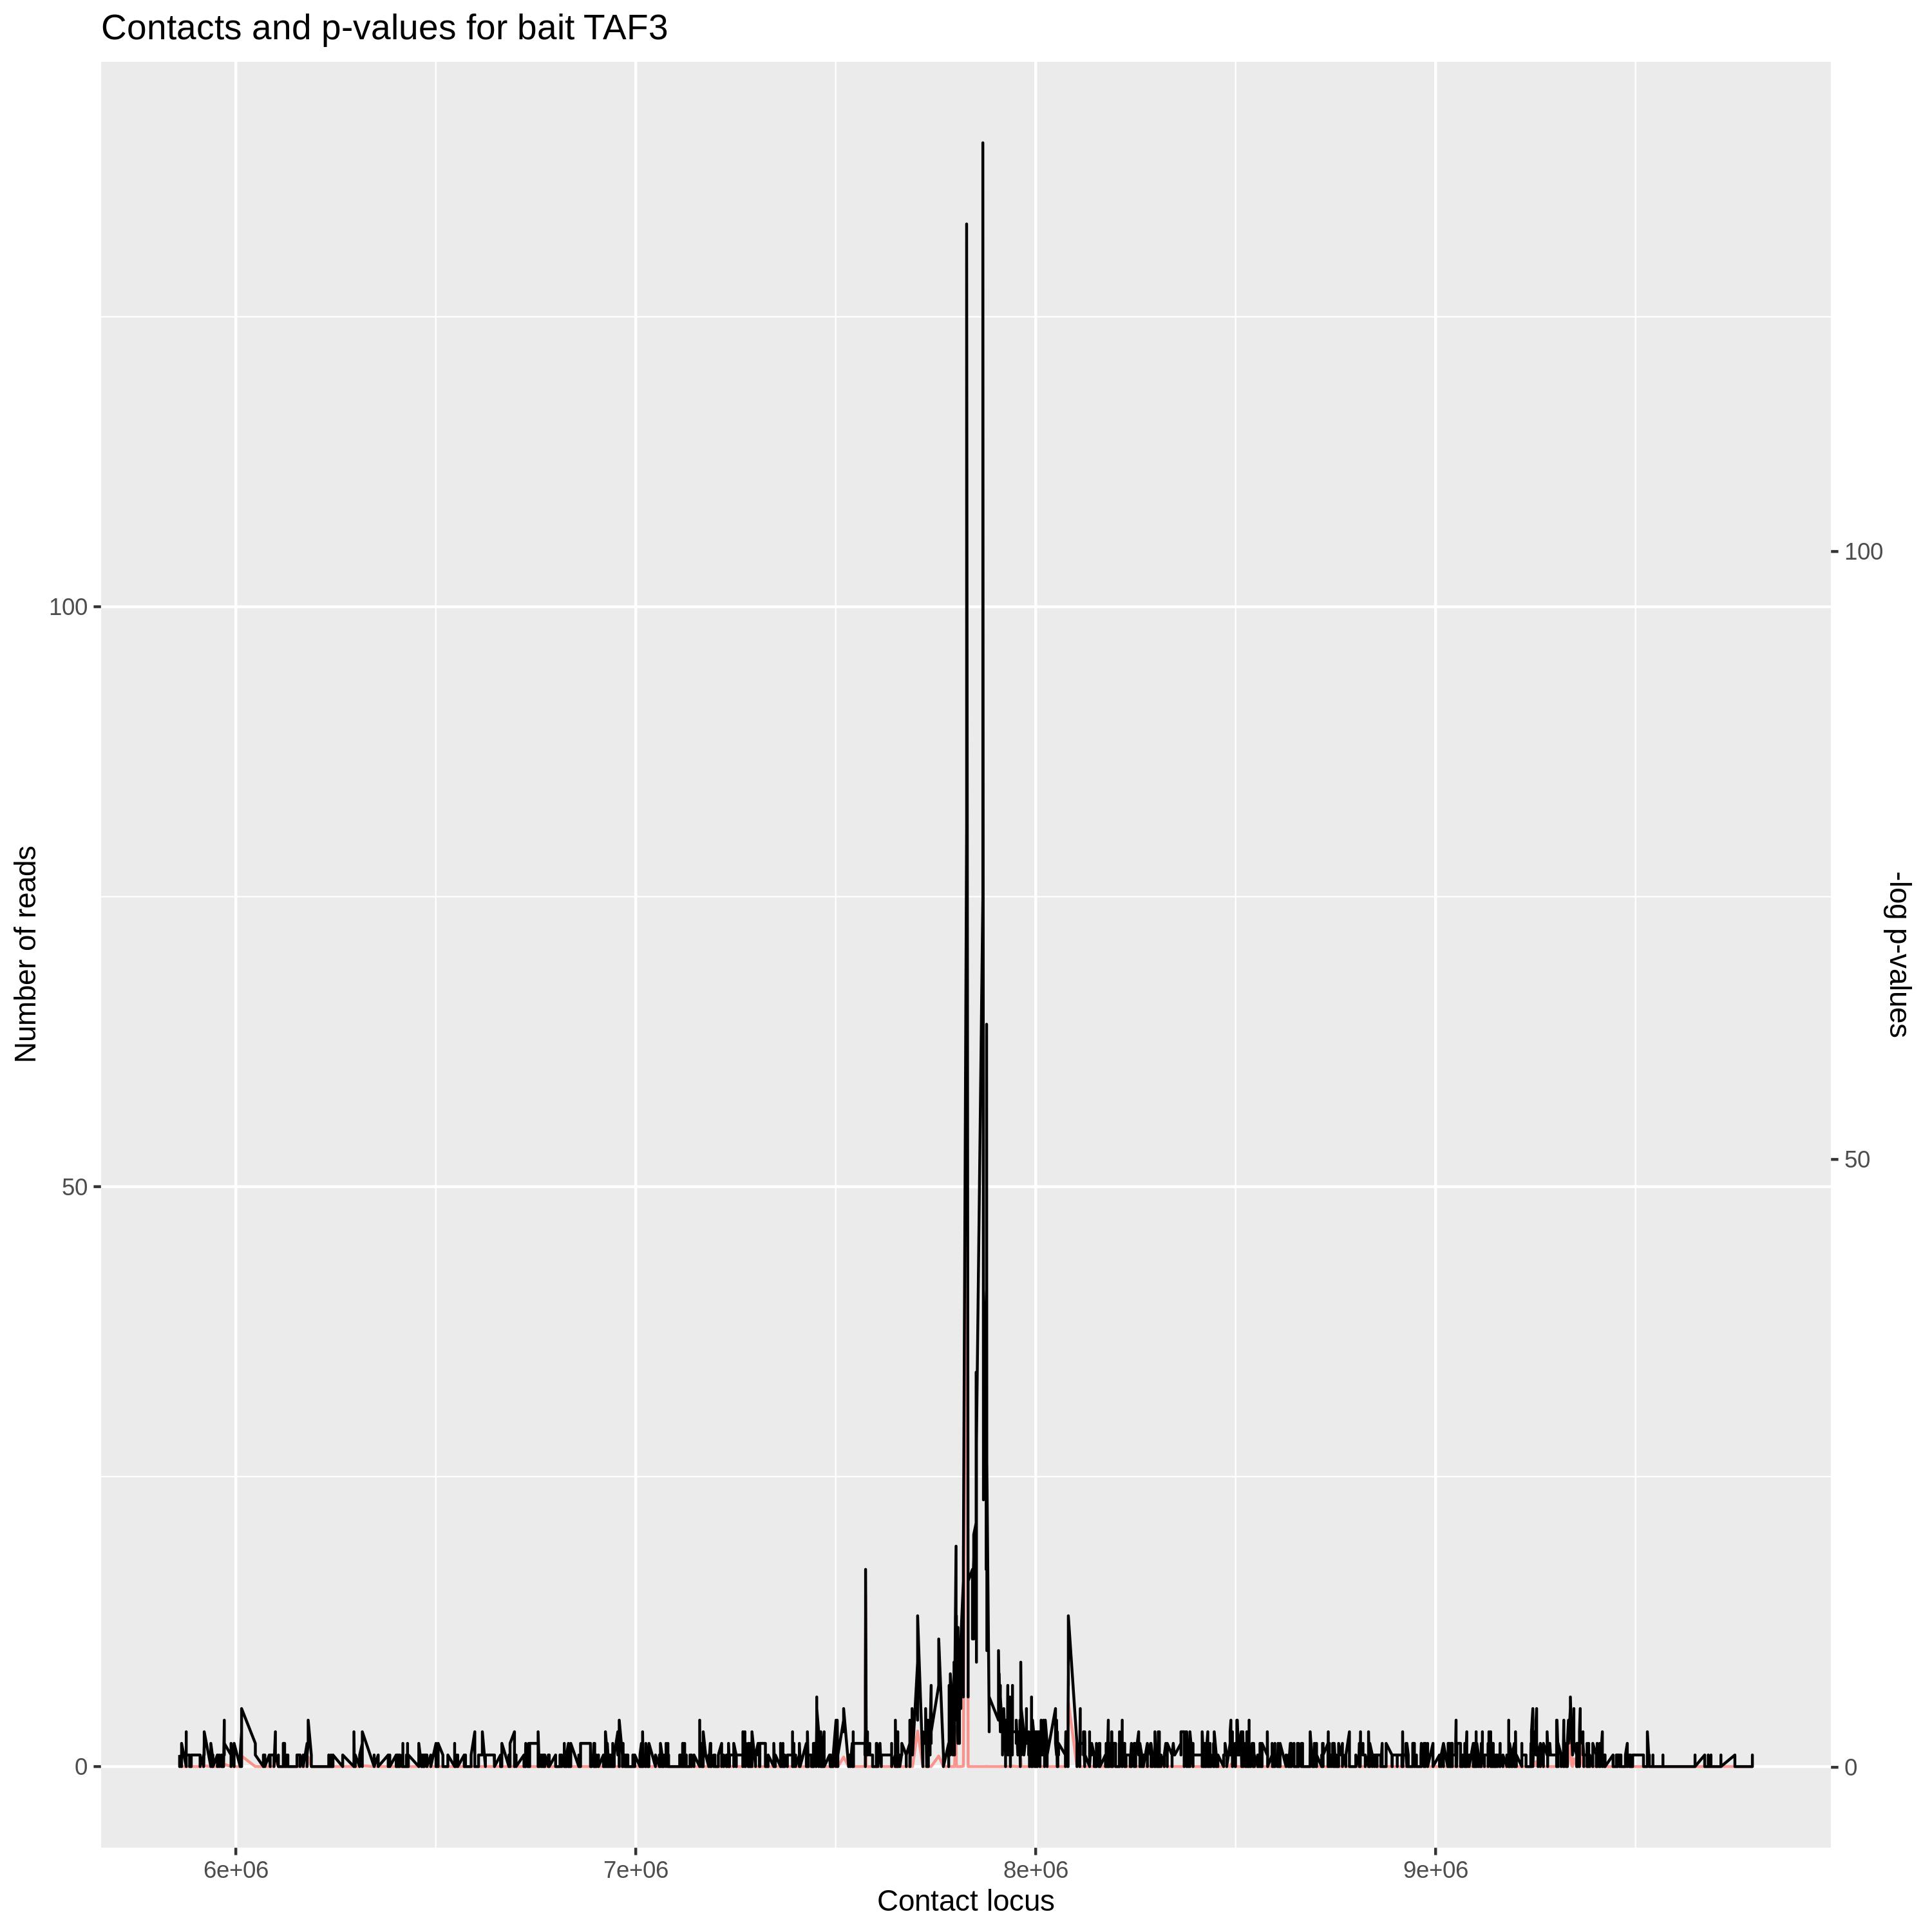 Contacts and p-values for bait TAF3
Number of reads
100
50
0
100
50
0
-log p-values
6e+06
7e+06
8e+06
9e+06
Contact locus